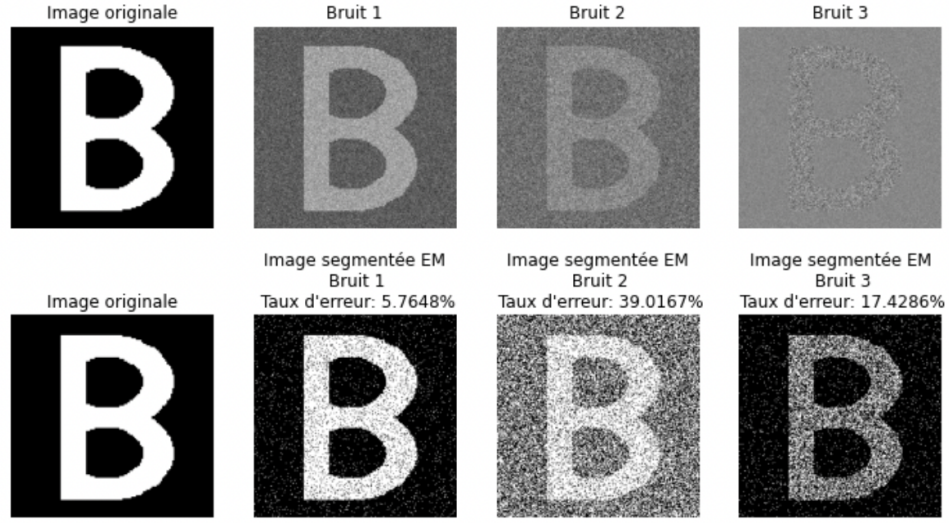 Image originale
Bruit 1
Bruit 2
Bruit 3
B
B
B
B
Image originale
Image segmentée EM
Bruit 1
Taux d'erreur: 5.7648%
Image segmentée EM
Bruit 2
Taux d'erreur: 39.0167%
Image segmentée EM
Bruit 3
Taux d'erreur: 17.4286%
B
B
B
B